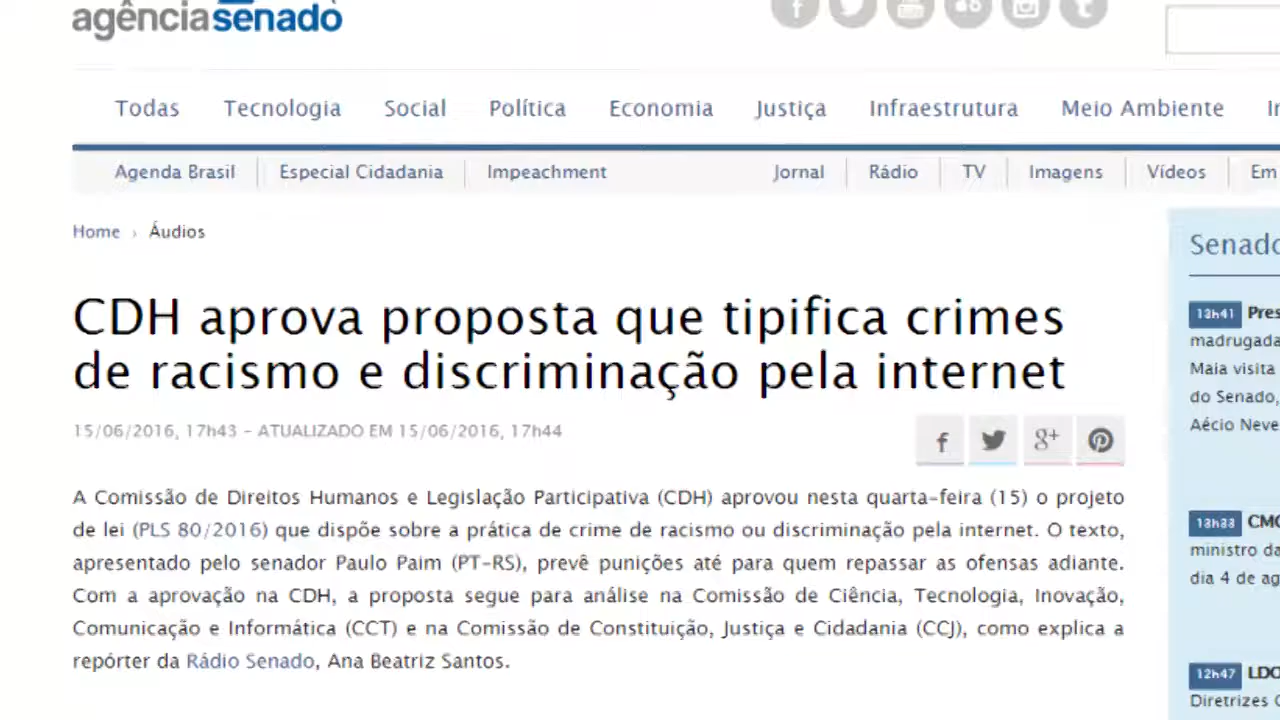 agênciasenado
Todas Tecnologia Social Política Economia Justiça Infraestrutura Meio Ambiente
Agenda Brasil Especial Cidadania Impeachment Jornal Rádio TV Imagens Vídeos Em
Home › Áudios
CDH aprova proposta que tipifica crimes
de racismo e discriminação pela internet
15/06/2016, 17h43 - ATUALIZADO EM 15/06/2016, 17h44
A Comissão de Direitos Humanos e Legislação Participativa (CDH) aprovou nesta quarta-feira (15) o projeto
de lei (PLS 80/2016) que dispõe sobre a prática de crime de racismo ou discriminação pela internet. O texto,
apresentado pelo senador Paulo Paim (PT-RS), prevê punições até para quem repassar as ofensas adiante.
Com a aprovação na CDH, a proposta segue para análise na Comissão de Ciência, Tecnologia, Inovação,
Comunicação e Informática (CCT) e na Comissão de Constituição, Justiça e Cidadania (CCJ), como explica a
repórter da Rádio Senado, Ana Beatriz Santos.
Senado
13h41 Pres
madrugada
Maia visita
do Senado,
Aécio Neve
13h33 CMO
ministro da
dia 4 de ag
12h47 LDO
Diretrizes